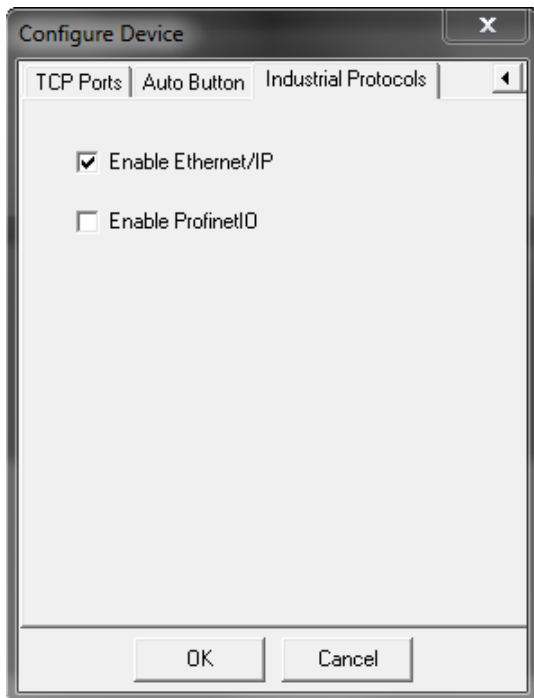 Configure Device
x
TCP Ports Auto Button Industrial Protocols
Enable Ethernet/IP
Enable ProfinetIO
OK Cancel